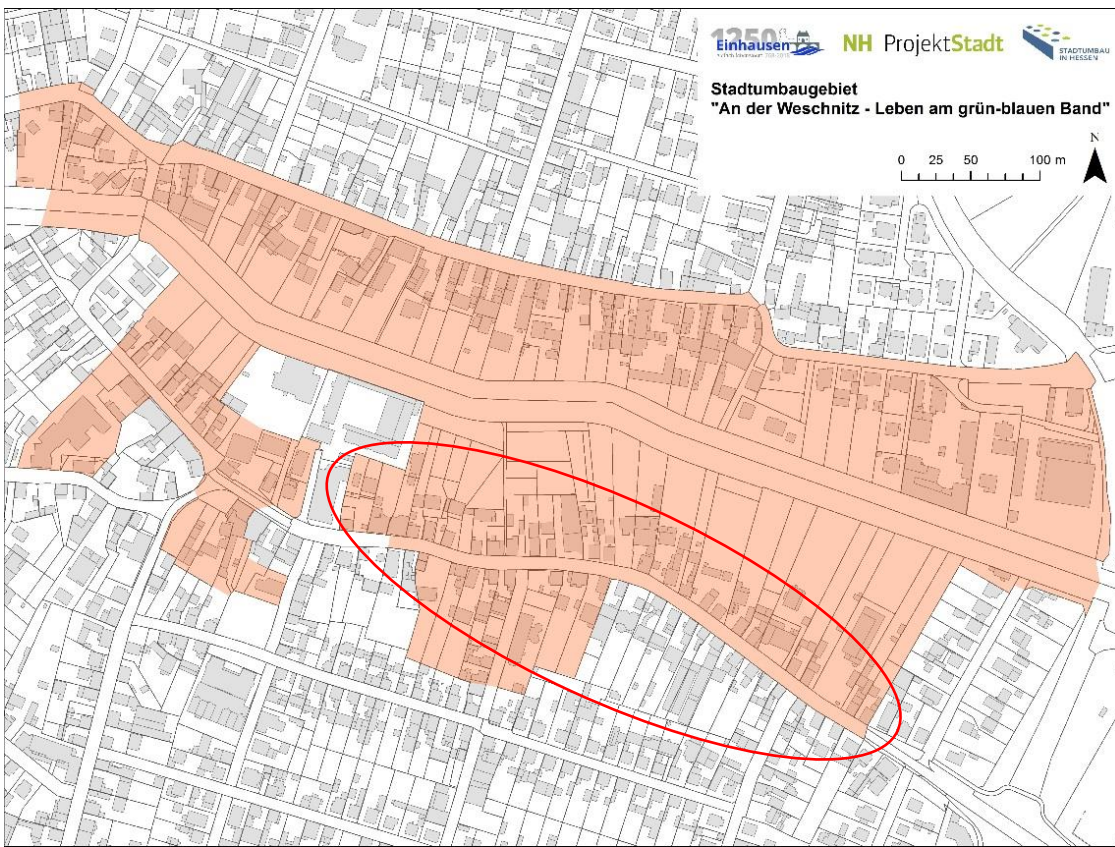 1250
Einhausen
NH ProjektStadt
STADTUMBAU
IN HESSEN
Stadtumbaugebiet
"An der Weschnitz - Leben am grün-blauen Band"
N
0 25 50 100 m